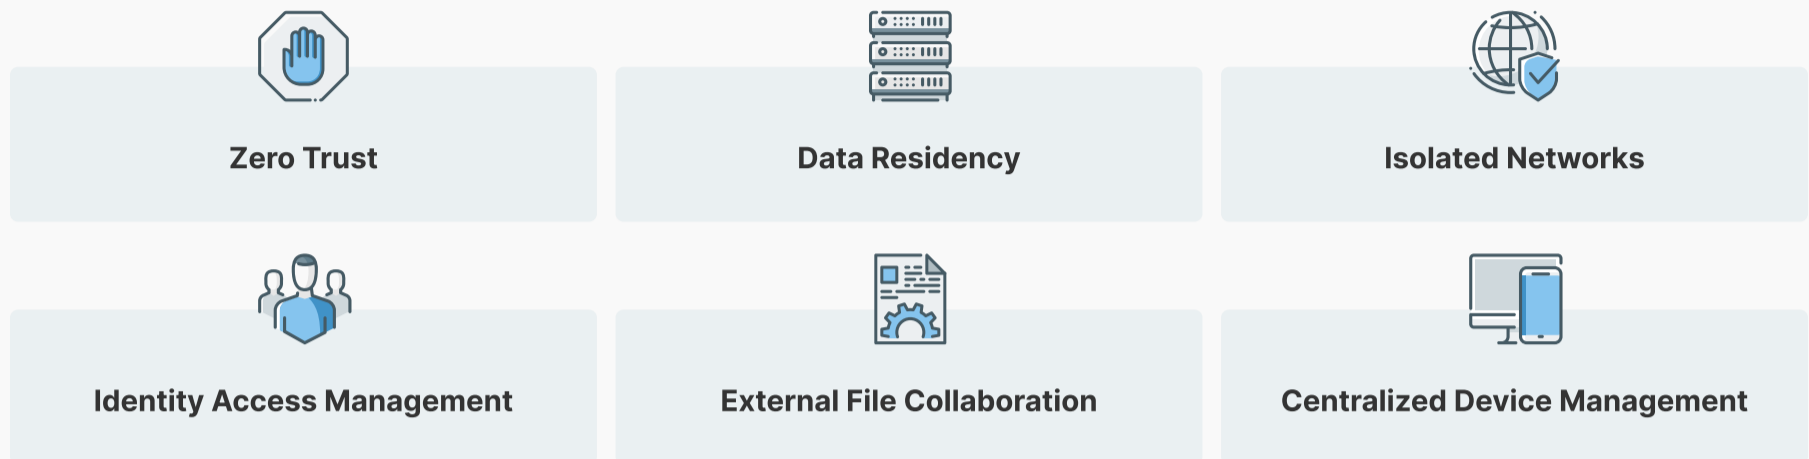 Zero Trust
Data Residency
Isolated Networks
Identity Access Management
External File Collaboration
Centralized Device Management